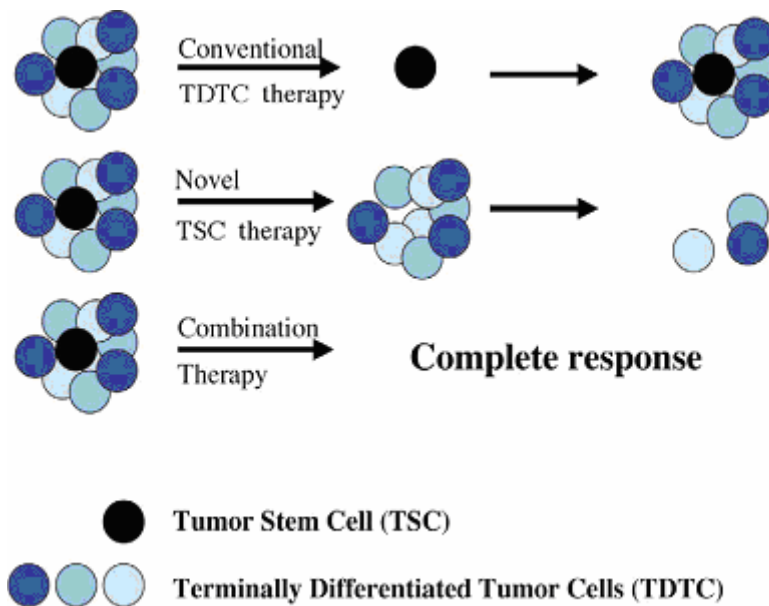 Conventional
TDTC therapy
Novel
TSC therapy
Combination
Therapy
Complete response
Tumor Stem Cell (TSC)
Terminally Differentiated Tumor Cells (TDTC)